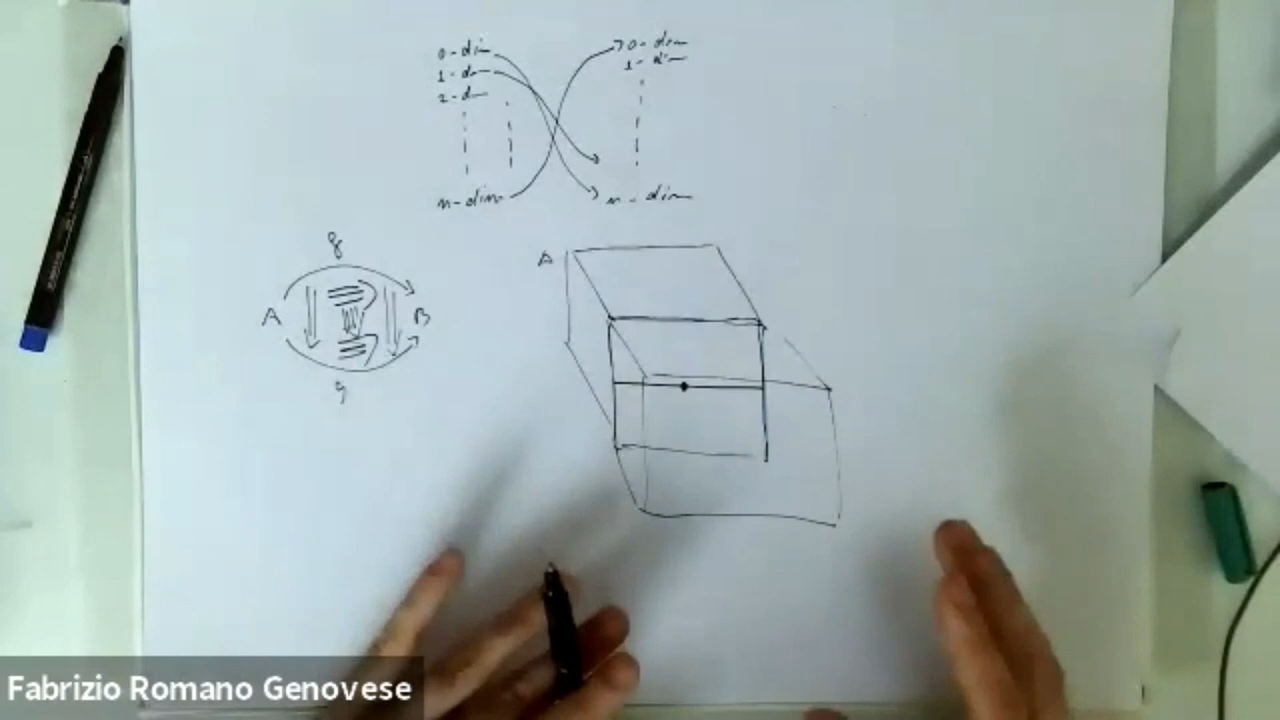 0-dim
1-dim
2-dim
n-dim
0-dim
1-dim
n-dim
f
A
B
g
A
Fabrizio Romano Genovese